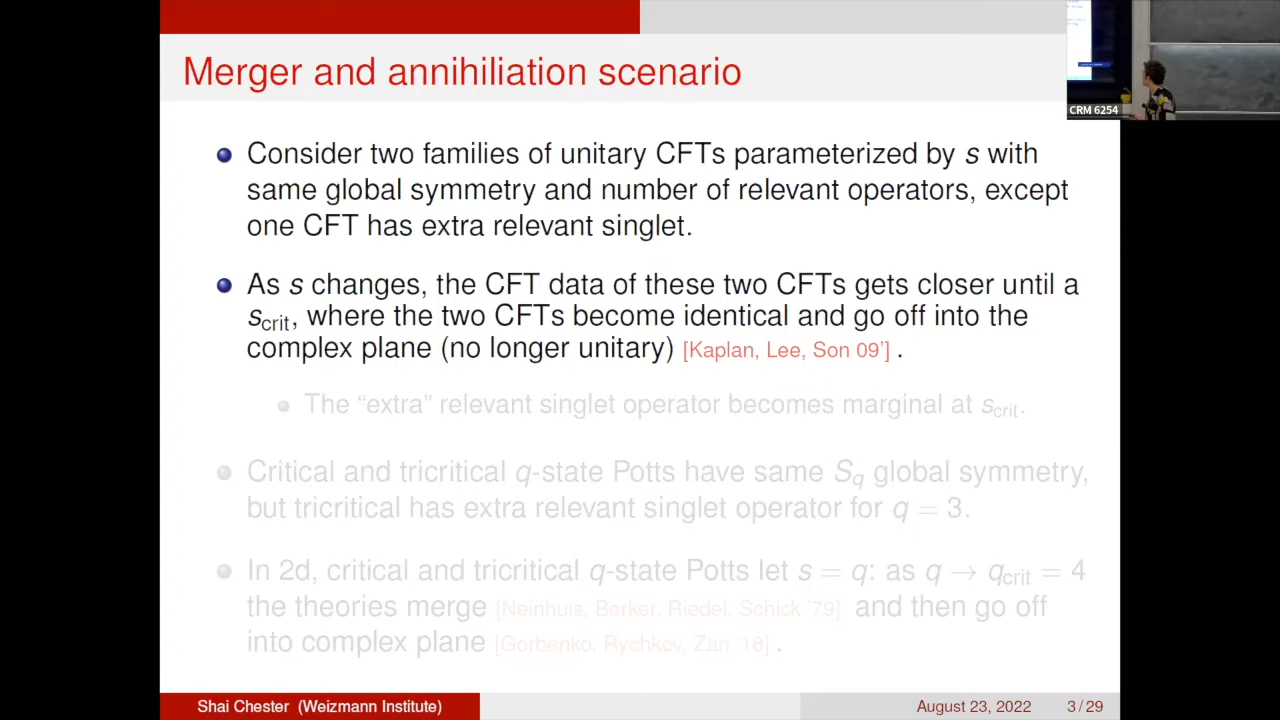 Merger and annihiliation scenario
CRM 6254
Consider two families of unitary CFTs parameterized by s with
same global symmetry and number of relevant operators, except
one CFT has extra relevant singlet.
As s changes, the CFT data of these two CFTs gets closer until a
s_crit, where the two CFTs become identical and go off into the
complex plane (no longer unitary) [Kaplan, Lee, Son 09’] .
The “extra” relevant singlet operator becomes marginal at s_crit.
Critical and tricritical q-state Potts have same S_q global symmetry,
but tricritical has extra relevant singlet operator for q = 3.
In 2d, critical and tricritical q-state Potts let s = q: as q → q_crit = 4
the theories merge [Neinhuis, Berker, Riedel, Schick ’79] and then go off
into complex plane [Gorbenko, Rychkov, Zan ’18] .
Shai Chester (Weizmann Institute)
August 23, 2022
3 / 29